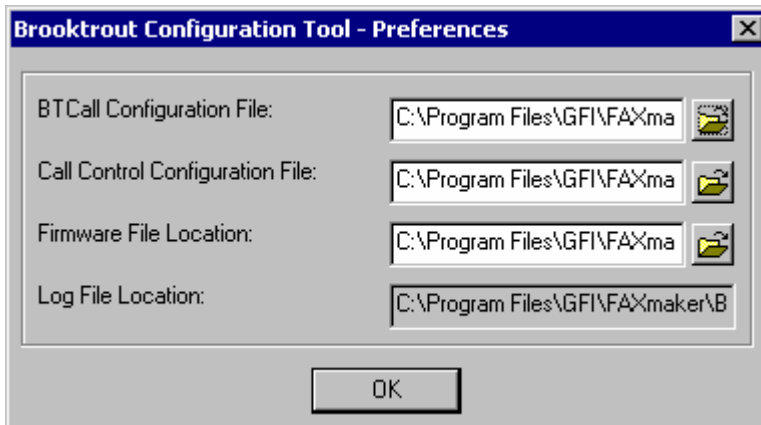 Brooktrout Configuration Tool - Preferences
BTCall Configuration File:
C:\Program Files\GFI\FAXma
Call Control Configuration File:
C:\Program Files\GFI\FAXma
Firmware File Location:
C:\Program Files\GFI\FAXma
Log File Location:
C:\Program Files\GFI\FAXmaker\B
OK